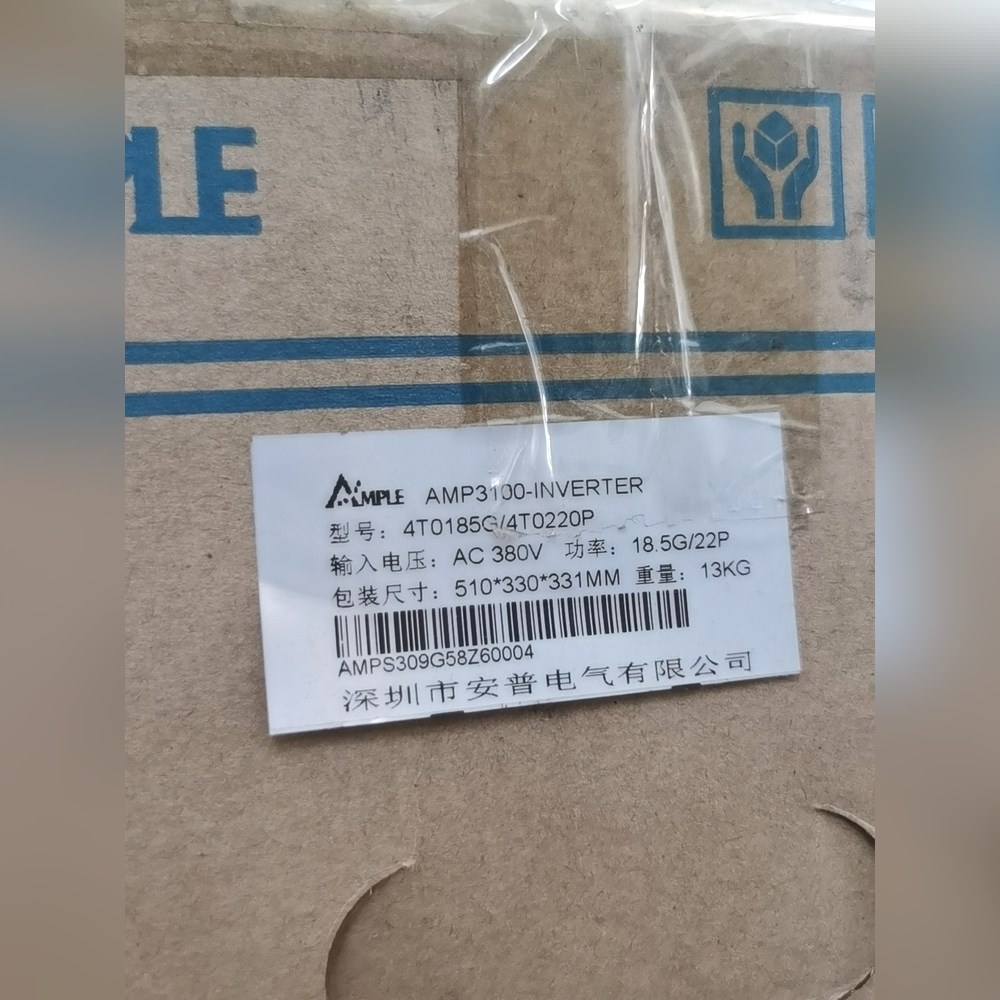 MLE
AMPLE AMP3100-INVERTER
型号：4T0185G/4T0220P
输入电压：AC 380V 功率：18.5G/22P
包装尺寸：510*330*331MM 重量：13KG
AMPS309G58Z60004
深圳市安普电气有限公司